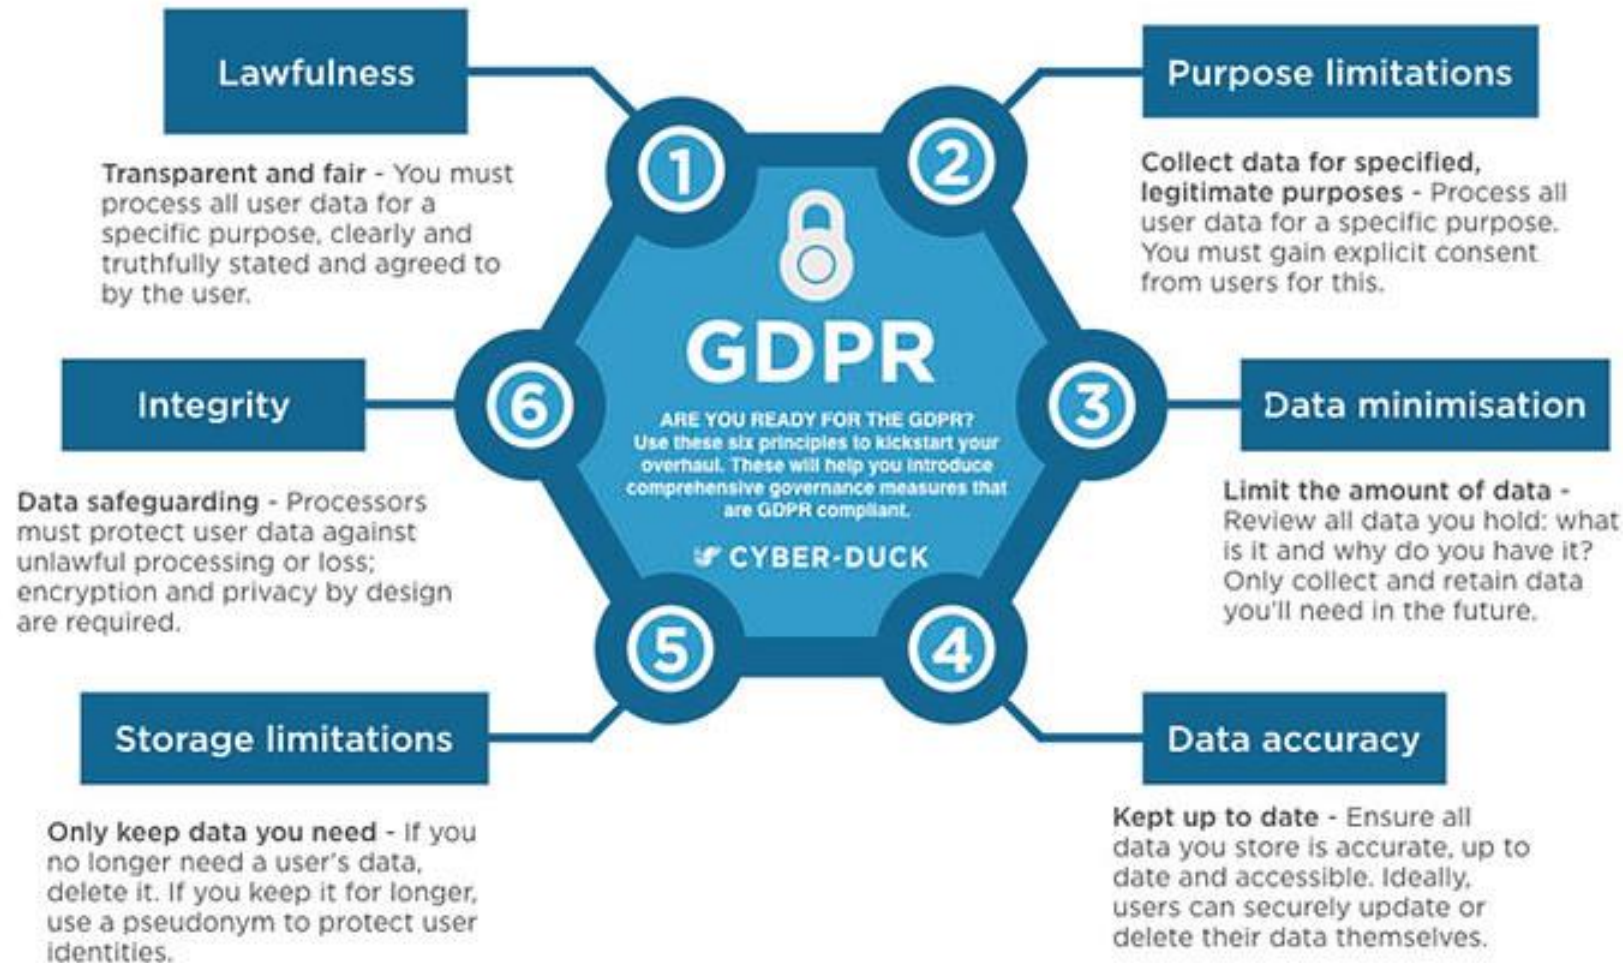 Lawfulness
Transparent and fair - You must
process all user data for a
specific purpose, clearly and
truthfully stated and agreed to
by the user.
1
2
Purpose limitations
Collect data for specified,
legitimate purposes - Process all
user data for a specific purpose.
You must gain explicit consent
from users for this.
GDPR
ARE YOU READY FOR THE GDPR?
Use these six principles to kickstart your
overhaul. These will help you introduce
comprehensive governance measures that
are GDPR compliant.
CYBER-DUCK
3
Data minimisation
Limit the amount of data -
Review all data you hold: what
is it and why do you have it?
Only collect and retain data
you'll need in the future.
4
Data accuracy
Kept up to date - Ensure all
data you store is accurate, up to
date and accessible. Ideally,
users can securely update or
delete their data themselves.
5
Storage limitations
Only keep data you need - If you
no longer need a user's data,
delete it. If you keep it for longer,
use a pseudonym to protect user
identities.
6
Integrity
Data safeguarding - Processors
must protect user data against
unlawful processing or loss;
encryption and privacy by design
are required.